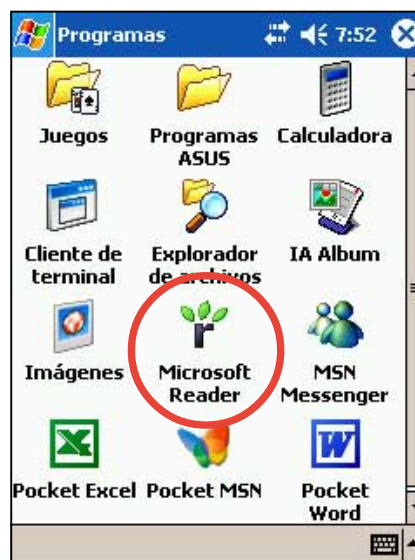 Programas 7:52
Juegos Programas Calculadora
ASUS
Cliente de Explorador IA Album
terminal de archivos
Imágenes Microsoft MSN
Reader Messenger
Pocket Excel Pocket MSN Pocket
Word